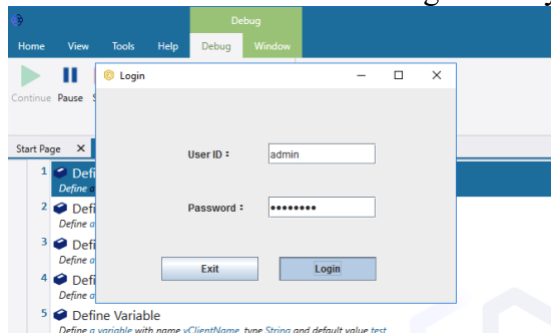 Debug
Home View Tools Help Debug Window
Login
Continue Pause
Start Page X
User ID :
admin
Password :
••••••••
Exit Login
1 Defi
Define
2 Defi
Define a
3 Defi
Define a
4 Defi
Define a
5 Define Variable
Define a variable with name vClientName, type String and default value test